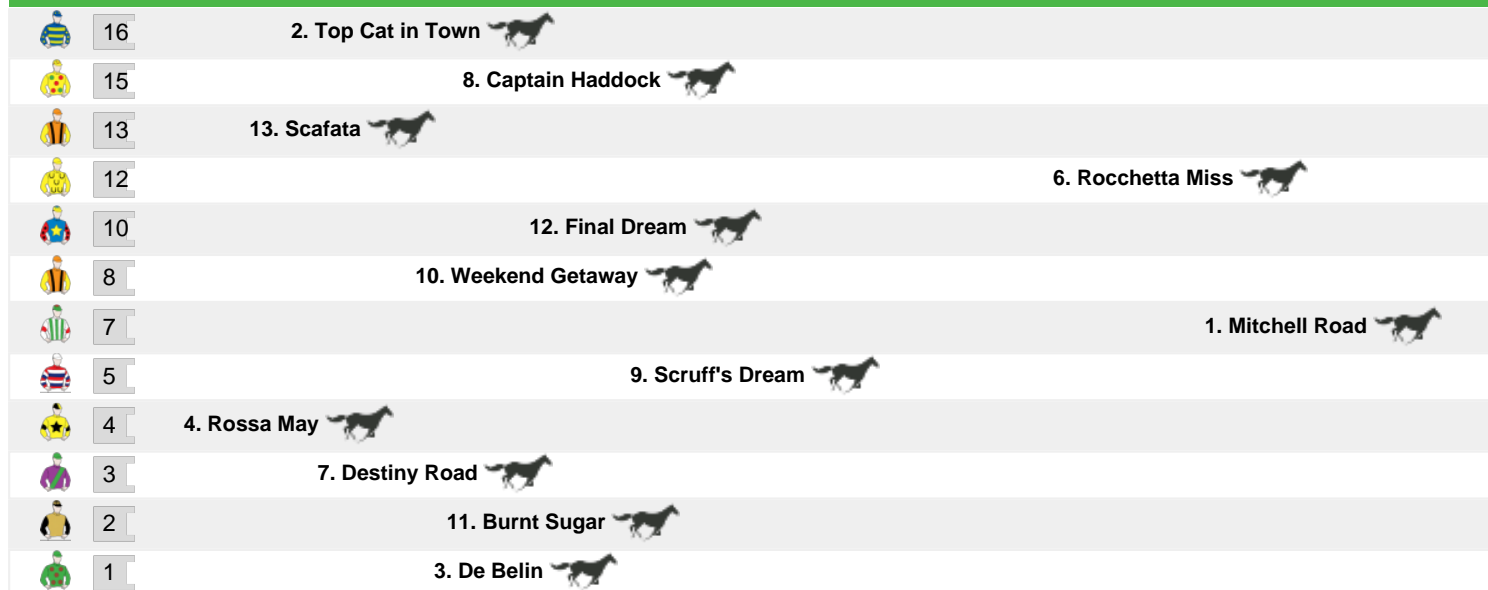 16 2. Top Cat in Town
15 8. Captain Haddock
13 13. Scafata
12 6. Rocchetta Miss
10 12. Final Dream
8 10. Weekend Getaway
7 1. Mitchell Road
5 9. Scruff's Dream
4 4. Rossa May
3 7. Destiny Road
2 11. Burnt Sugar
1 3. De Belin